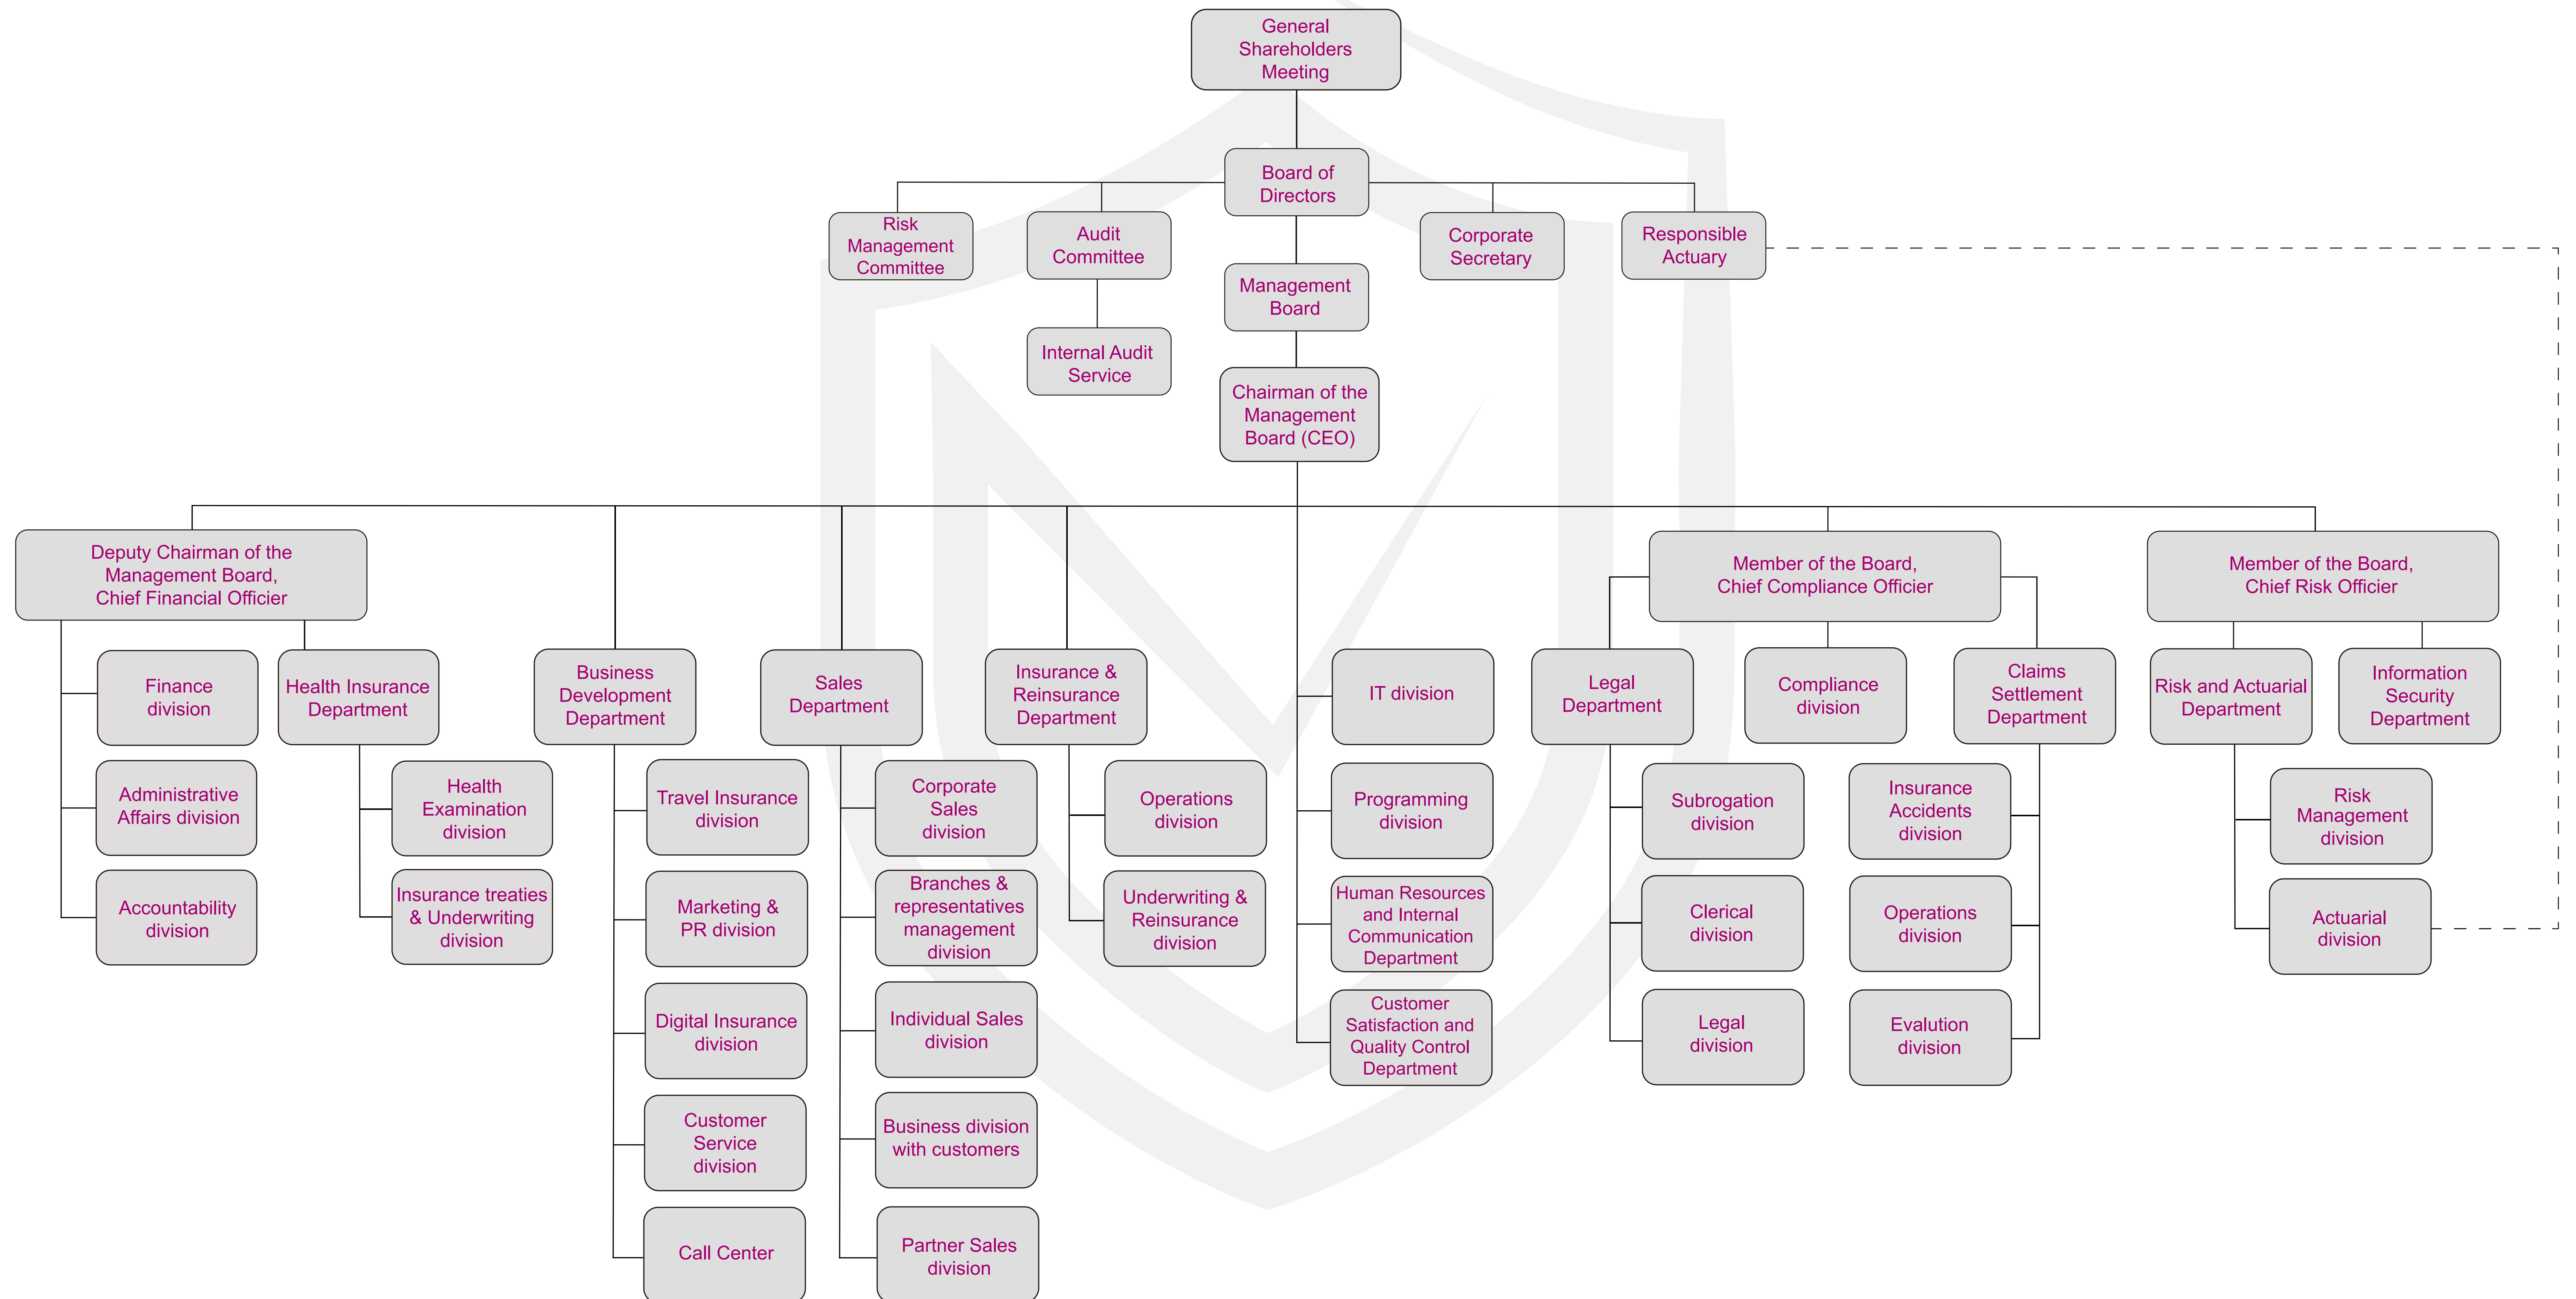 General
Shareholders
Meeting
Board of
Directors
Risk
Management
Committee
Audit
Committee
Corporate
Secretary
Responsible
Actuary
Management
Board
Internal Audit
Service
Chairman of the
Management
Board (CEO)
Deputy Chairman of the
Management Board,
Chief Financial Officier
Member of the Board,
Chief Compliance Officier
Member of the Board,
Chief Risk Officier
Finance
division
Health Insurance
Department
Business
Development
Department
Sales
Department
Insurance &
Reinsurance
Department
IT division
Legal
Department
Compliance
division
Claims
Settlement
Department
Risk and Actuarial
Department
Information
Security
Department
Administrative
Affairs division
Health
Examination
division
Travel Insurance
division
Corporate
Sales
division
Operations
division
Programming
division
Subrogation
division
Insurance
Accidents
division
Risk
Management
division
Accountability
division
Insurance treaties
& Underwriting
division
Marketing &
PR division
Branches &
representatives
management
division
Underwriting &
Reinsurance
division
Human Resources
and Internal
Communication
Department
Clerical
division
Operations
division
Actuarial
division
Digital Insurance
division
Individual Sales
division
Customer
Satisfaction and
Quality Control
Department
Legal
division
Evalution
division
Customer
Service
division
Business division
with customers
Call Center
Partner Sales
division